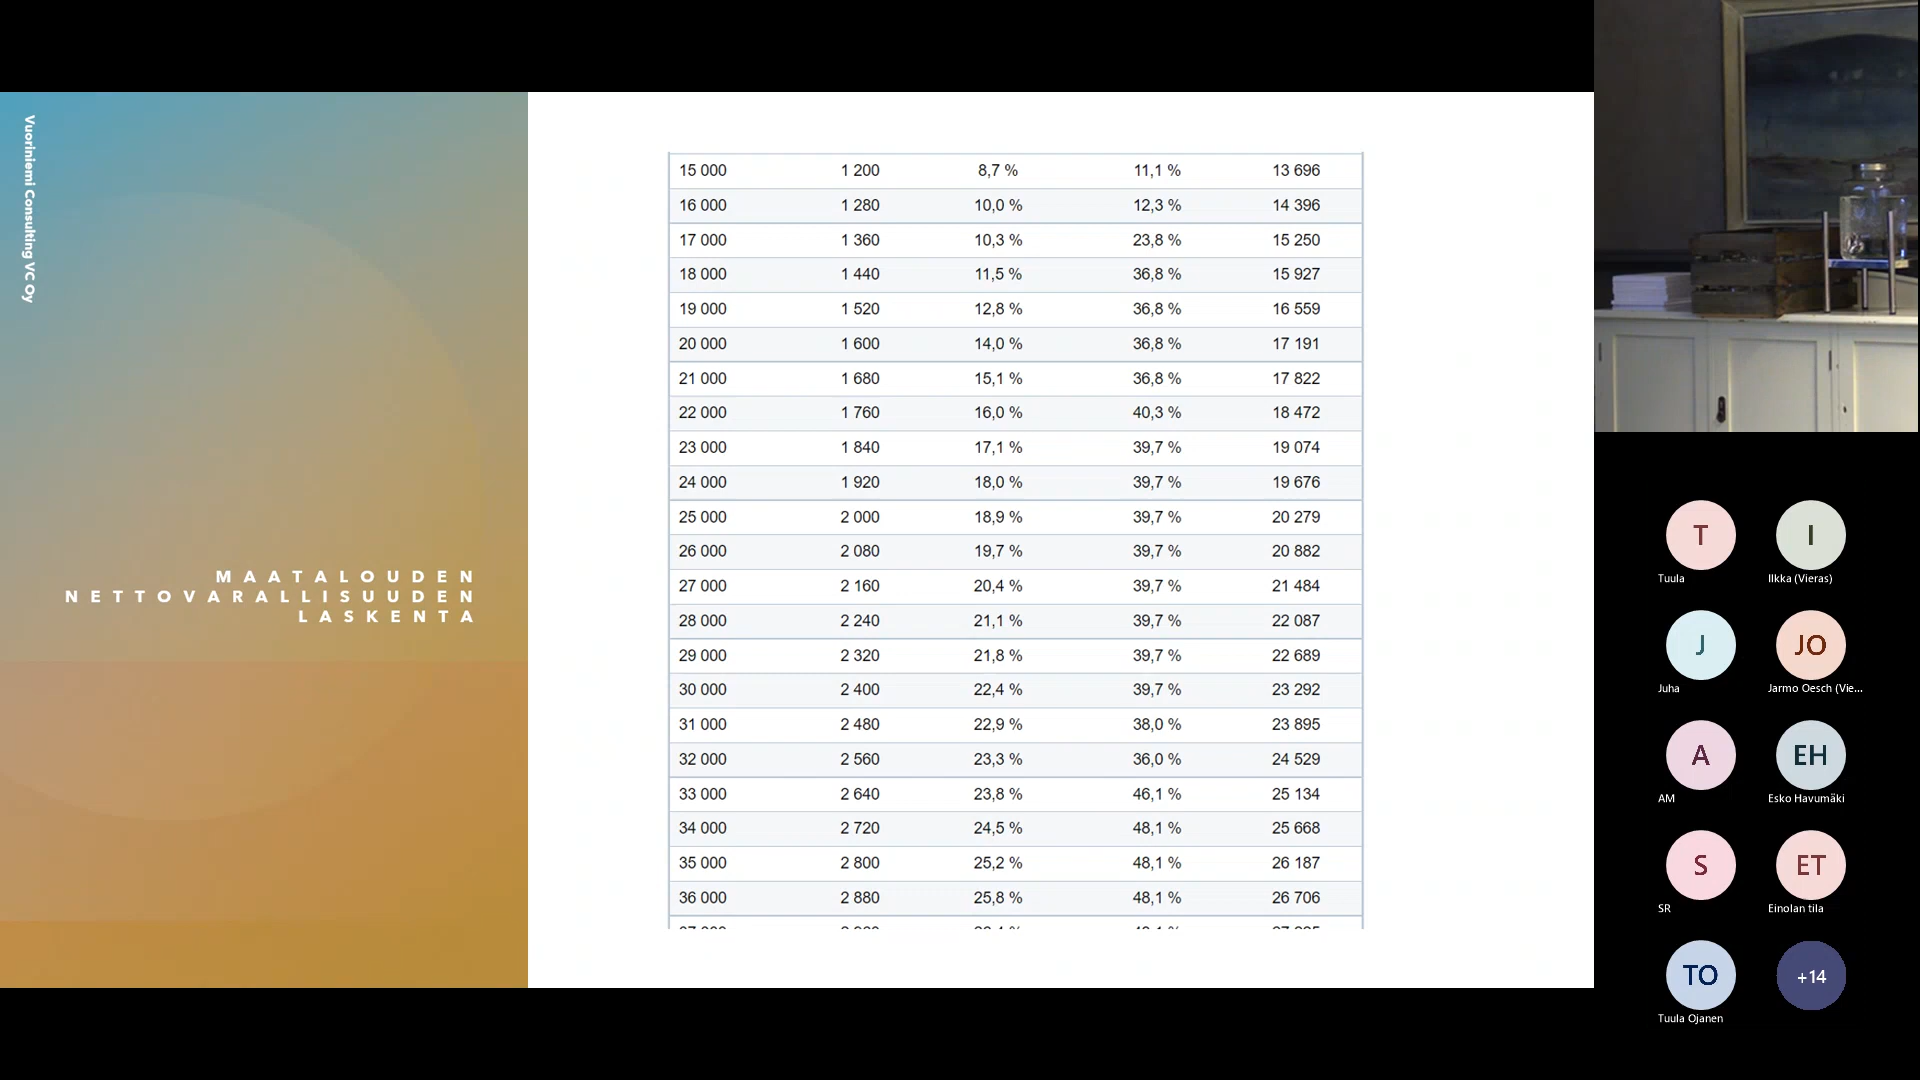 Vuoriniemi Consulting VC Oy
MAATALOUDEN
NETTOVARALLISUUDEN
LASKENTA
15 000 1 200 8,7 % 11,1 % 13 696
16 000 1 280 10,0 % 12,3 % 14 396
17 000 1 360 10,3 % 23,8 % 15 250
18 000 1 440 11,5 % 36,8 % 15 927
19 000 1 520 12,8 % 36,8 % 16 559
20 000 1 600 14,0 % 36,8 % 17 191
21 000 1 680 15,1 % 36,8 % 17 822
22 000 1 760 16,0 % 40,3 % 18 472
23 000 1 840 17,1 % 39,7 % 19 074
24 000 1 920 18,0 % 39,7 % 19 676
25 000 2 000 18,9 % 39,7 % 20 279
26 000 2 080 19,7 % 39,7 % 20 882
27 000 2 160 20,4 % 39,7 % 21 484
28 000 2 240 21,1 % 39,7 % 22 087
29 000 2 320 21,8 % 39,7 % 22 689
30 000 2 400 22,4 % 39,7 % 23 292
31 000 2 480 22,9 % 38,0 % 23 895
32 000 2 560 23,3 % 36,0 % 24 529
33 000 2 640 23,8 % 46,1 % 25 134
34 000 2 720 24,5 % 48,1 % 25 668
35 000 2 800 25,2 % 48,1 % 26 187
36 000 2 880 25,8 % 48,1 % 26 706
T I
Tuula Ilkka (Vieras)
J JO
Juha Jarmo Oesch (Vie...
A EH
AM Esko Havumäki
S ET
SR Einolan tila
TO +14
Tuula Ojanen